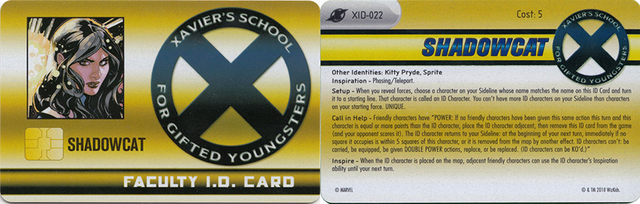 XAVIER'S SCHOOL
FOR GIFTED YOUNGSTERS
SHADOWCAT
FACULTY I.D. CARD
XID-022
Cost: 5
SHADOWCAT
XAVIER'S SCHOOL
FOR GIFTED YOUNGSTERS
Other Identities: Kitty Pryde, Sprite
Inspiration - Phasing/Teleport.
Setup - When you reveal forces, choose a character on your Sideline whose name matches the name on this ID Card and turn
it to a starting line. That character is called an ID Character. You can't have more ID Characters on your Sideline than characters
on your starting force. UNIQUE.
Call in Help - Friendly characters have "POWER: If no friendly characters have been given this same action this turn and this
character is equal or more points than the character, place the ID character adjacent, then remove this ID card from the game
(and your opponent scores it). The ID character returns to your Sideline: at the beginning of your next turn, immediately if no
square it occupies is within 5 squares of this character, or it is removed from the map by another effect. ID characters can't: be
carried, be equipped, be given DOUBLE POWER actions, replace, or be replaced. (ID characters can be KO'd.)"
Inspire - When the ID character is placed on the map, adjacent friendly characters can use the ID character's Inspiration
ability until your next turn.
© MARVEL
© & TM 2018 WizKids.